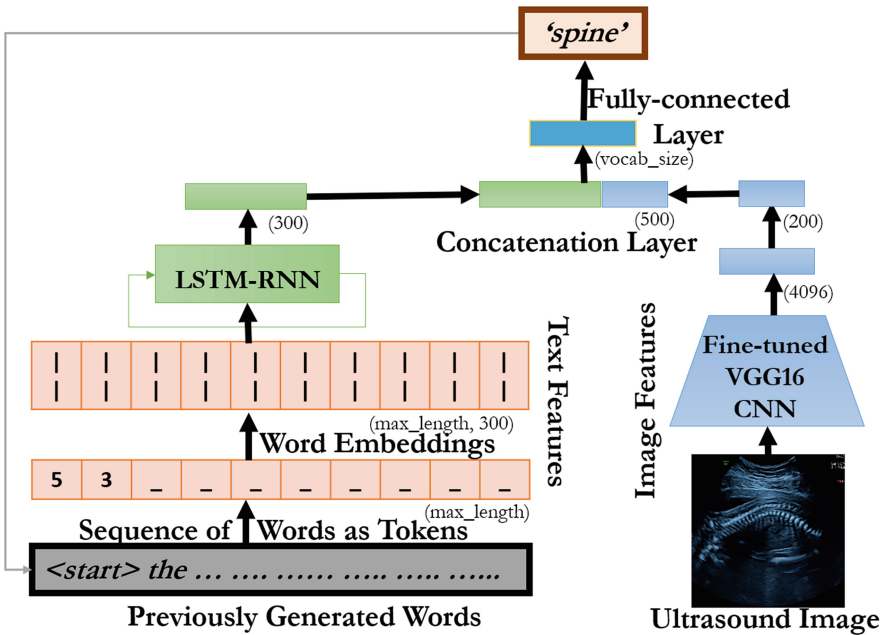 ‘spine’
Fully-connected
Layer
(vocab_size)
(300)
(500)
(200)
Concatenation Layer
LSTM-RNN
(4096)
Text Features
Image Features
Fine-tuned
VGG16
CNN
(max_length, 300)
Word Embeddings
5 3 _ _ _ _ _ _ _ _
(max_length)
Sequence of Words as Tokens
<start> the … …. …… ….. ….. …...
Previously Generated Words
Ultrasound Image